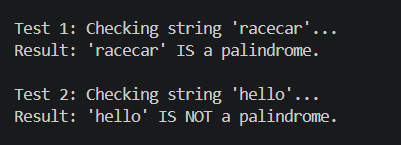 Test 1: Checking string 'racecar'...
Result: 'racecar' IS a palindrome.
Test 2: Checking string 'hello'...
Result: 'hello' IS NOT a palindrome.